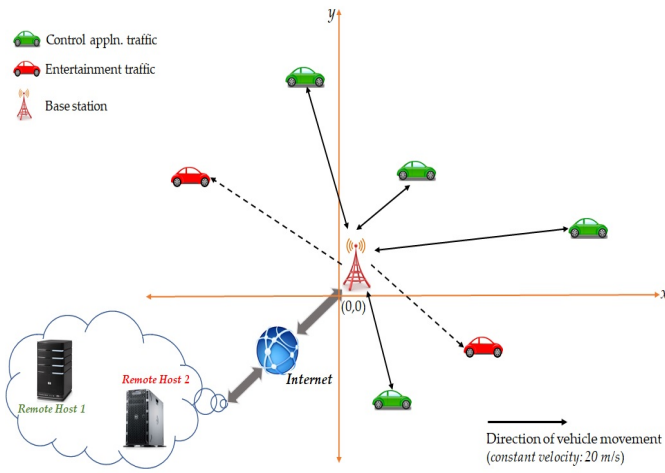 y
Control appln. traffic
Entertainment traffic
Base station
x
(0,0)
Internet
Remote Host 1
Remote Host 2
Direction of vehicle movement
(constant velocity: 20 m/s)